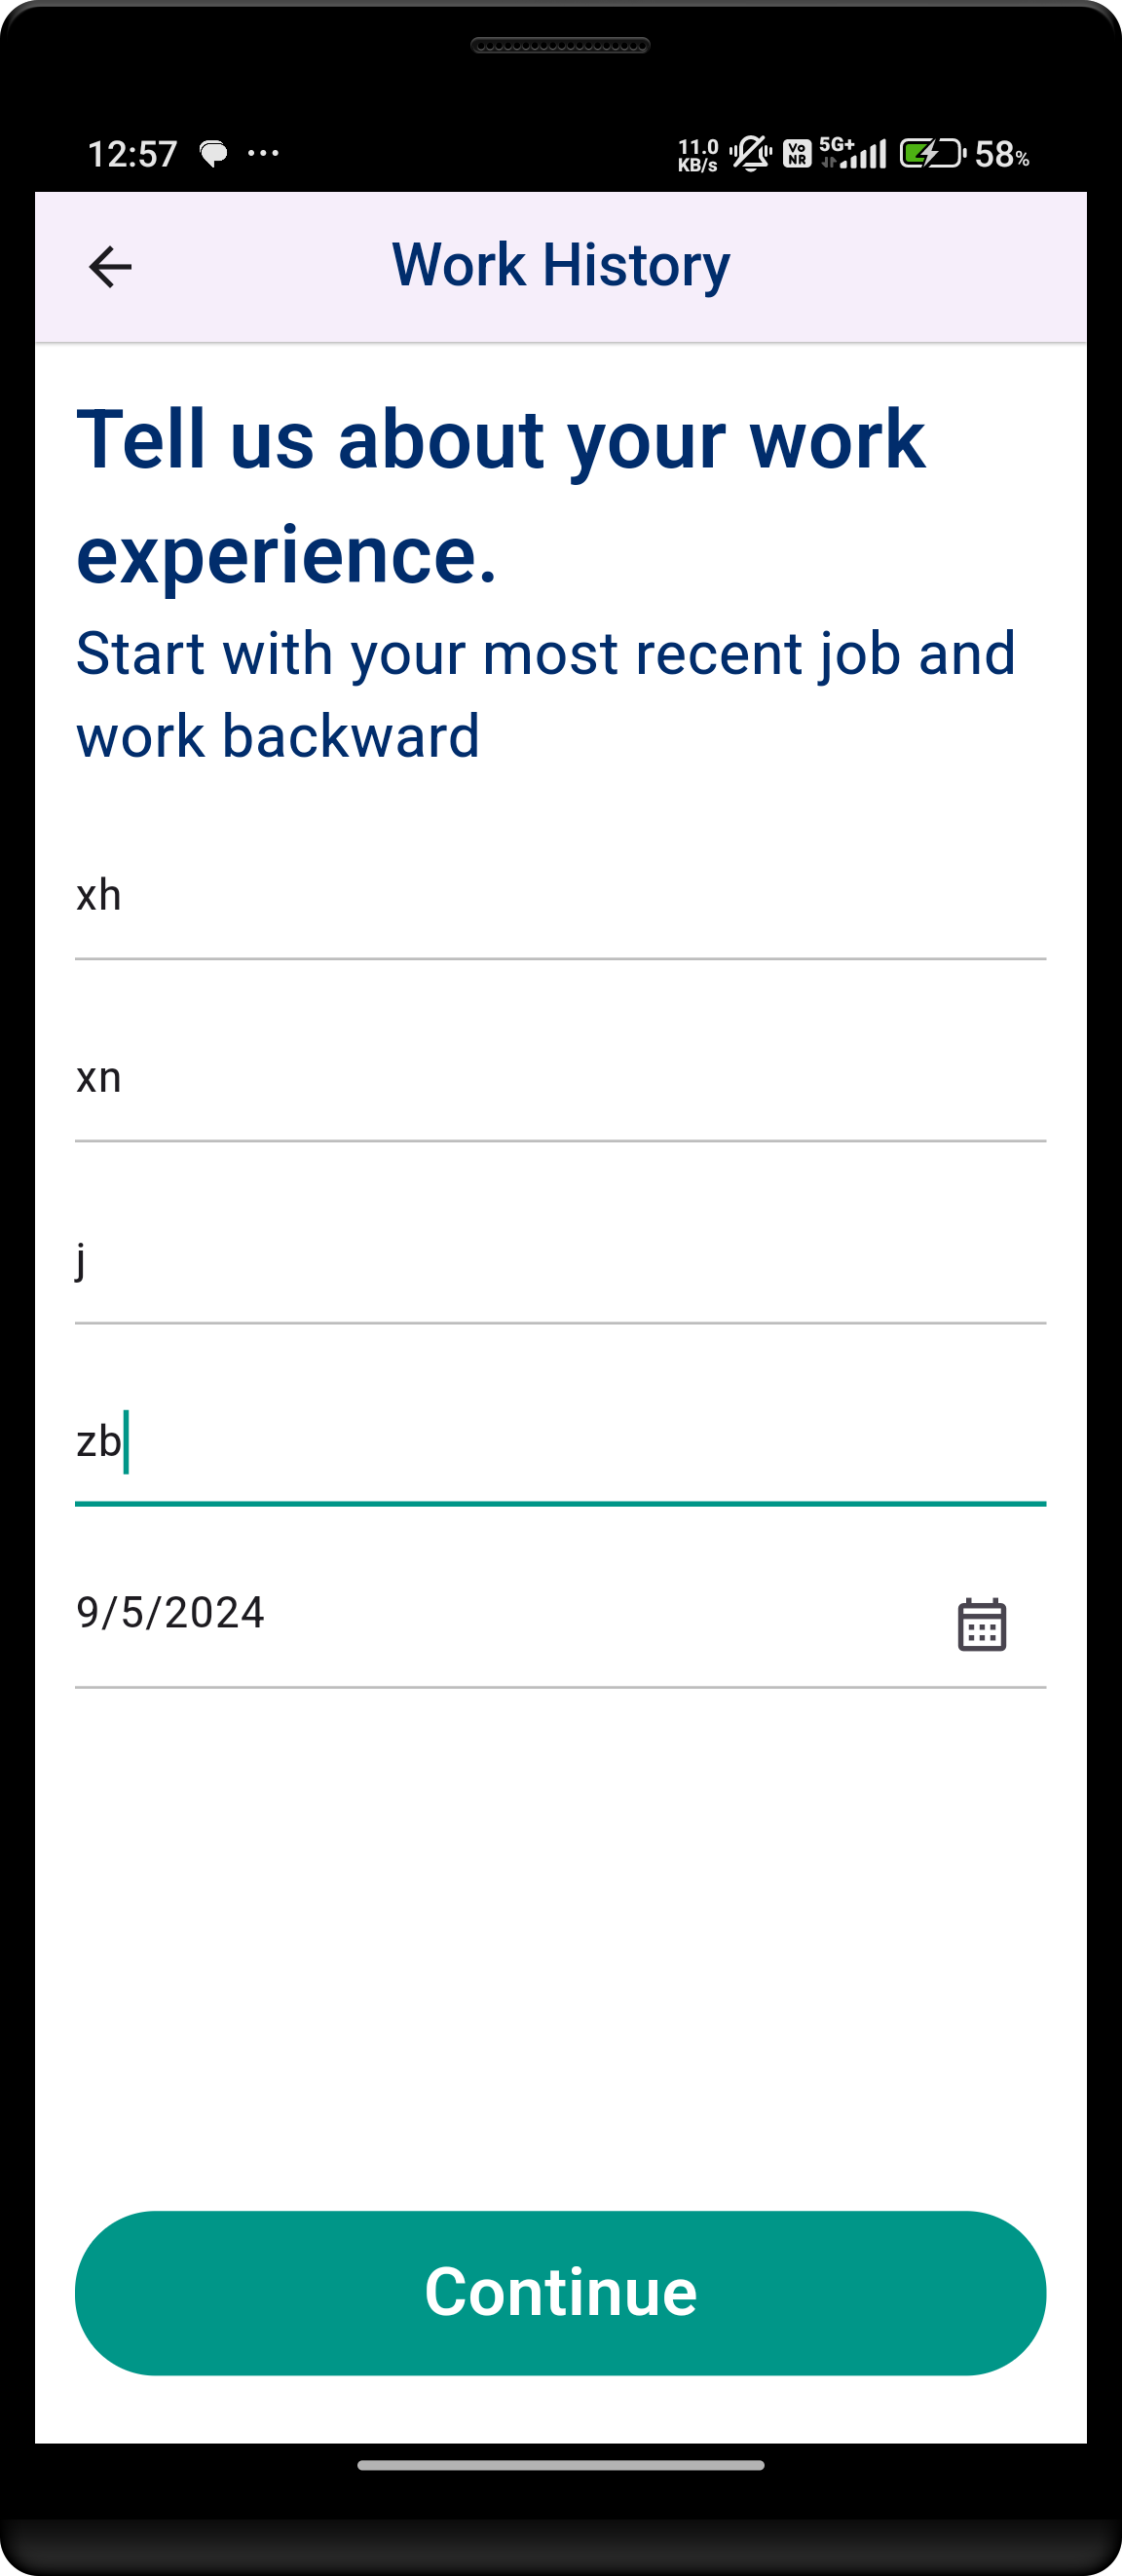 12:57 ... 11.0 KB/s Vo NR 5G+ 58%
Work History
Tell us about your work
experience.
Start with your most recent job and
work backward
xh
xn
j
zb
9/5/2024
Continue